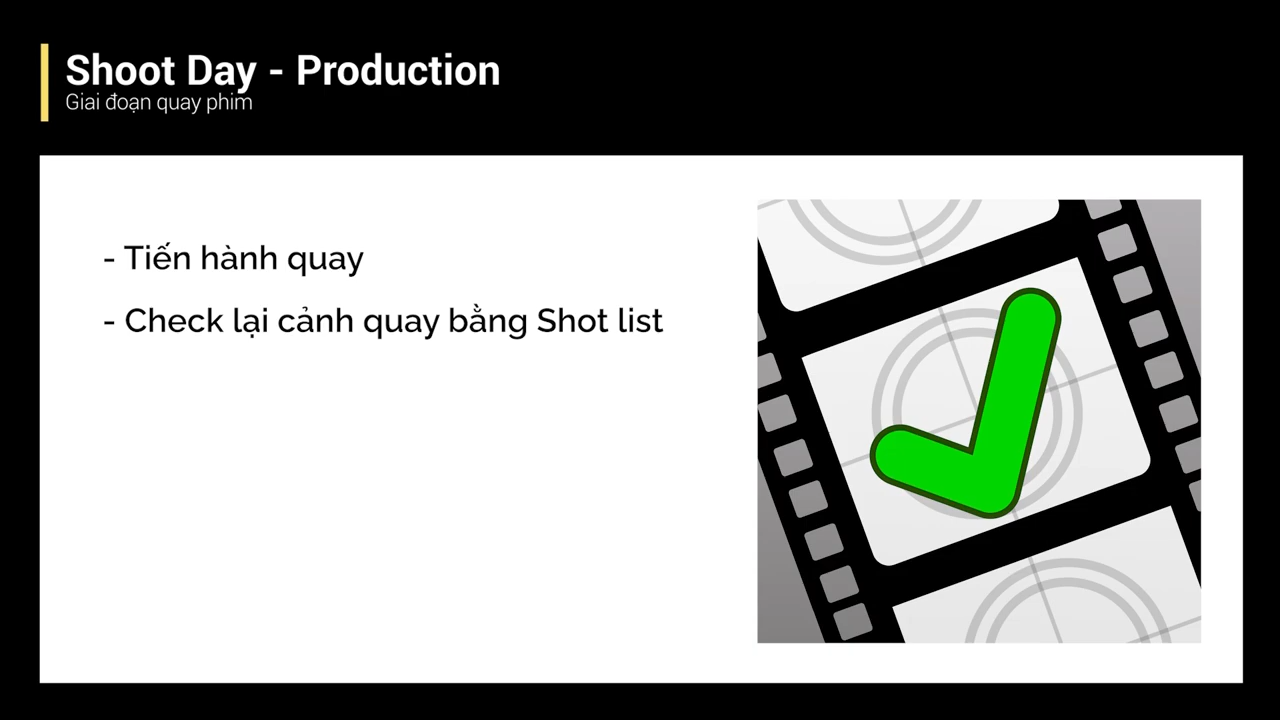 Shoot Day - Production
Giai đoạn quay phim
- Tiến hành quay
- Check lại cảnh quay bằng Shot list